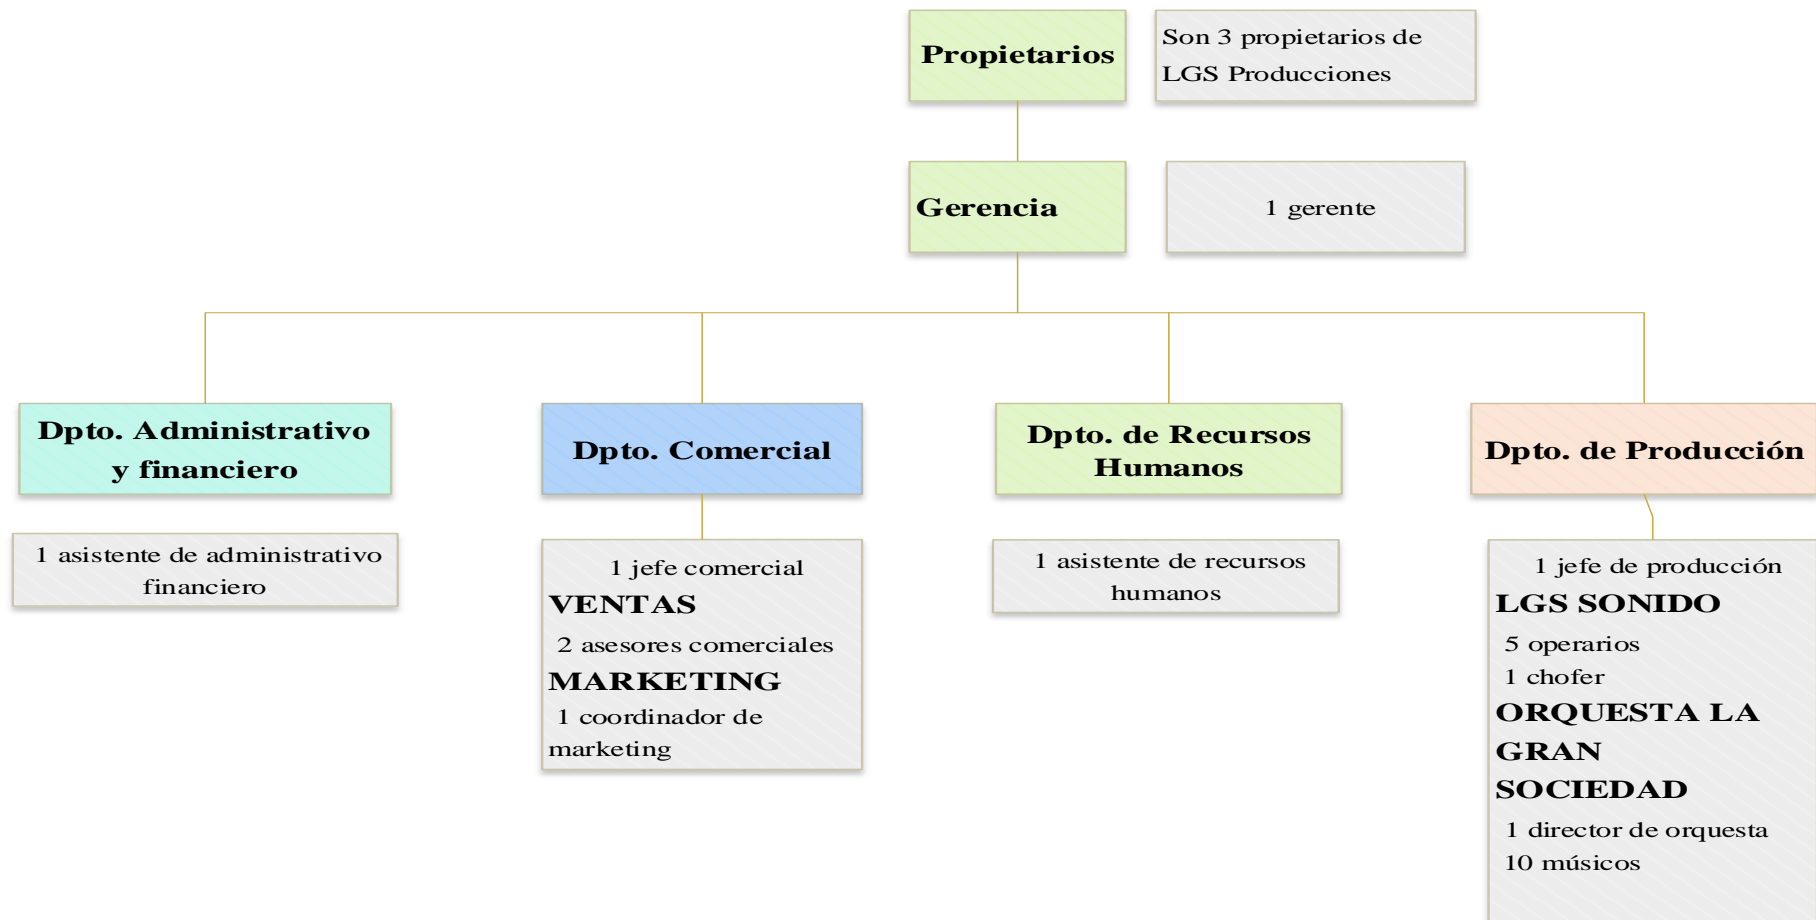 Propietarios
Son 3 propietarios de
LGS Producciones
Gerencia
1 gerente
Dpto. Administrativo
y financiero
Dpto. Comercial
Dpto. de Recursos
Humanos
Dpto. de Producción
1 asistente de administrativo
financiero
1 jefe comercial
VENTAS
2 asesores comerciales
MARKETING
1 coordinador de
marketing
1 asistente de recursos
humanos
1 jefe de producción
LGS SONIDO
5 operarios
1 chofer
ORQUESTA LA
GRAN
SOCIEDAD
1 director de orquesta
10 músicos